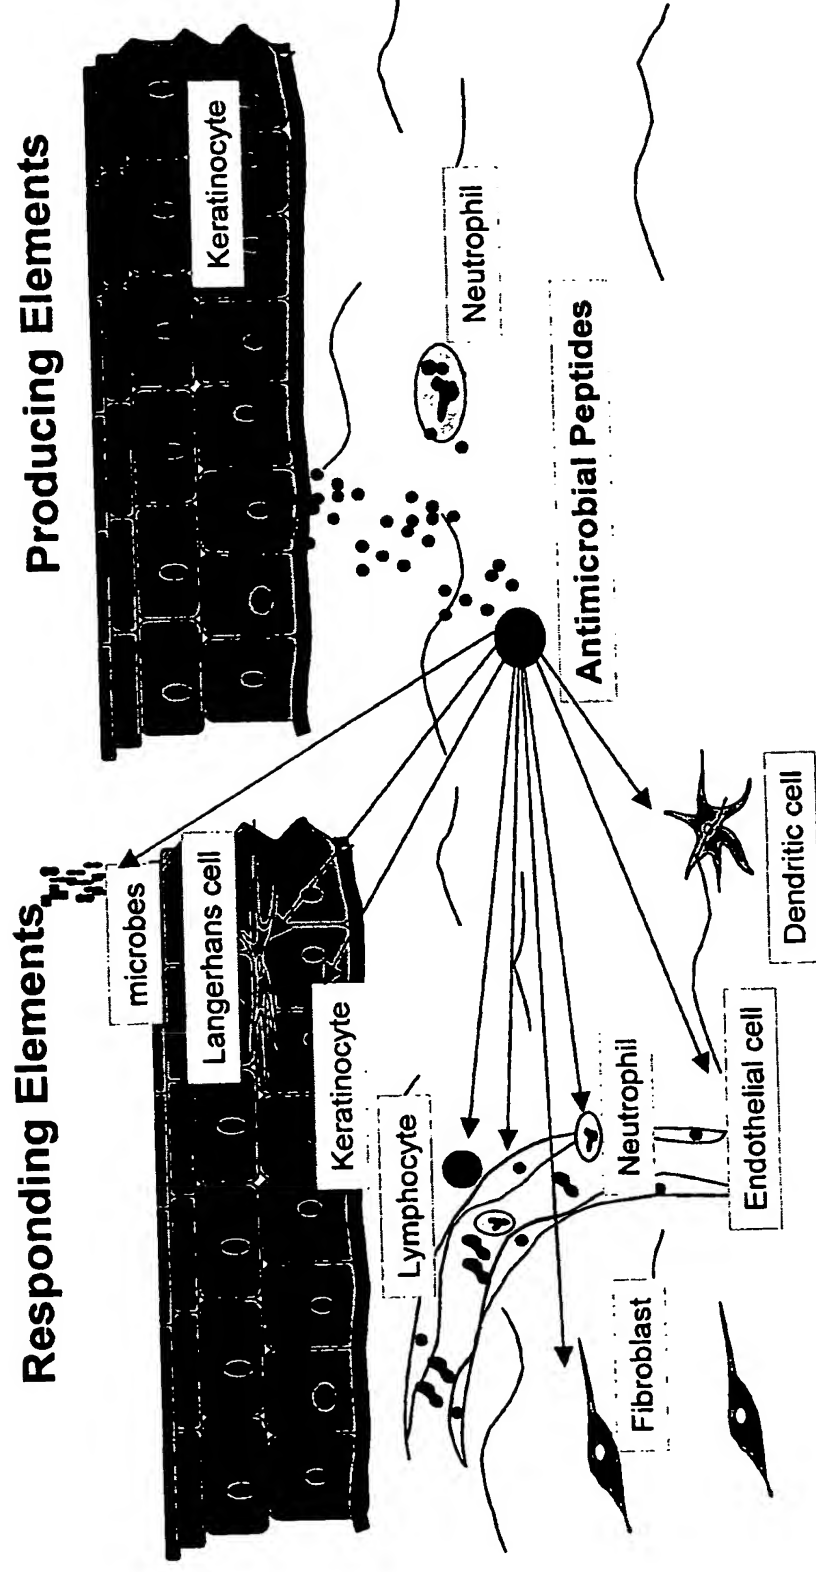 Responding Elements
Producing Elements
microbes
Langerhans cell
Keratinocyte
Keratinocyte
Lymphocyte
Neutrophil
Neutrophil
Antimicrobial Peptides
Fibroblast
Endothelial cell
Dendritic cell